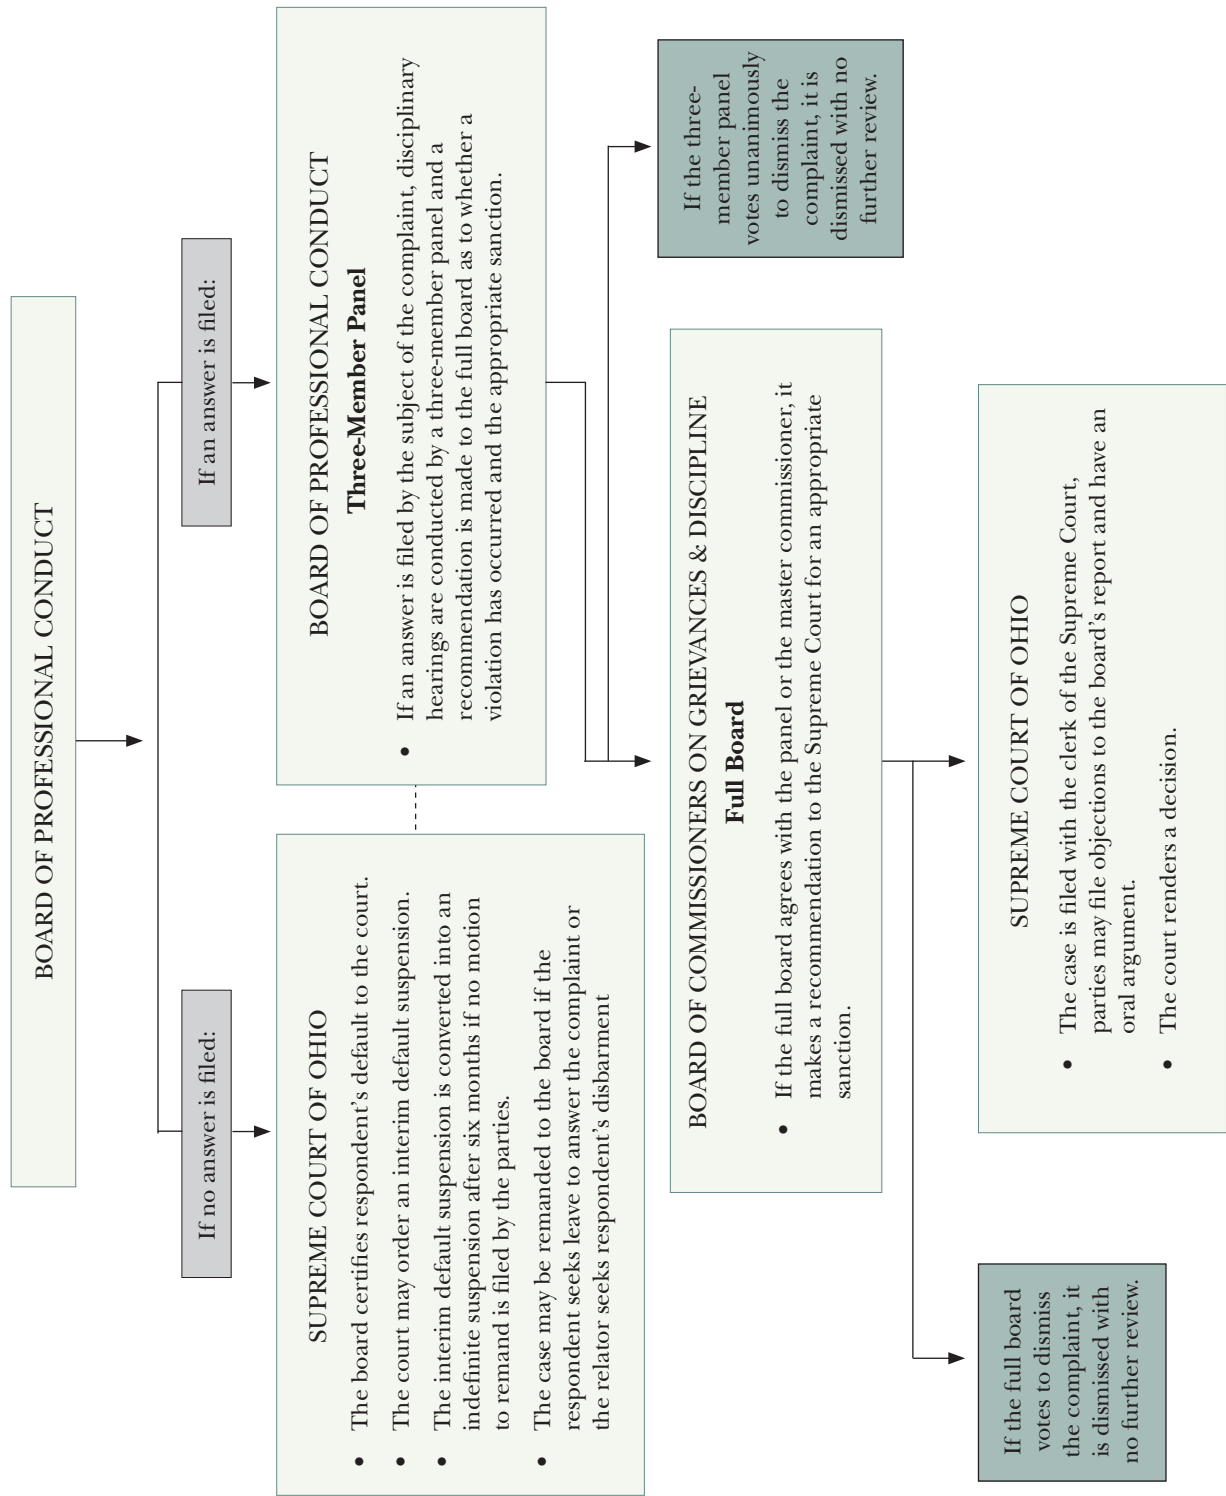 BOARD OF PROFESSIONAL CONDUCT
If no answer is filed:
If an answer is filed:
SUPREME COURT OF OHIO
• The board certifies respondent’s default to the court.
• The court may order an interim default suspension.
• The interim default suspension is converted into an
indefinite suspension after six months if no motion
to remand is filed by the parties.
• The case may be remanded to the board if the
respondent seeks leave to answer the complaint or
the relator seeks respondent’s disbarment
BOARD OF PROFESSIONAL CONDUCT
Three-Member Panel
• If an answer is filed by the subject of the complaint, disciplinary
hearings are conducted by a three-member panel and a
recommendation is made to the full board as to whether a
violation has occurred and the appropriate sanction.
BOARD OF COMMISSIONERS ON GRIEVANCES & DISCIPLINE
Full Board
• If the full board agrees with the panel or the master commissioner, it
makes a recommendation to the Supreme Court for an appropriate
sanction.
If the three-
member panel
votes unanimously
to dismiss the
complaint, it is
dismissed with no
further review.
If the full board
votes to dismiss
the complaint, it
is dismissed with
no further review.
SUPREME COURT OF OHIO
• The case is filed with the clerk of the Supreme Court,
parties may file objections to the board’s report and have an
oral argument.
• The court renders a decision.